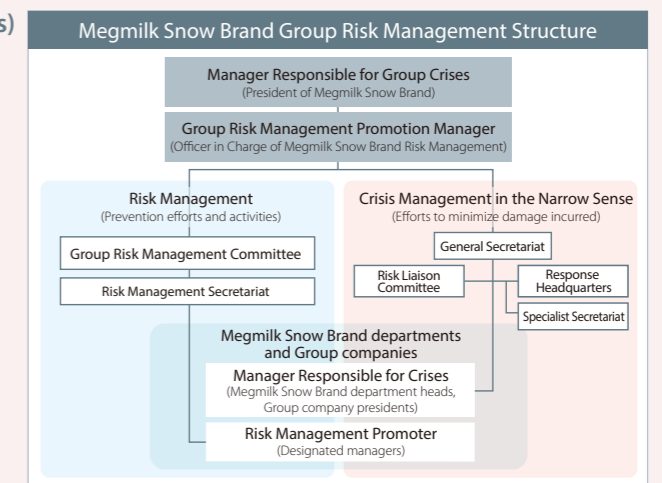 s)
Megmilk Snow Brand Group Risk Management Structure
Manager Responsible for Group Crises
(President of Megmilk Snow Brand)
Group Risk Management Promotion Manager
(Officer in Charge of Megmilk Snow Brand Risk Management)
Risk Management
(Prevention efforts and activities)
Group Risk Management Committee
Risk Management Secretariat
Crisis Management in the Narrow Sense
(Efforts to minimize damage incurred)
General Secretariat
Risk Liaison
Committee
Response
Headquarters
Specialist Secretariat
Megmilk Snow Brand departments
and Group companies
Manager Responsible for Crises
(Megmilk Snow Brand department heads,
Group company presidents)
Risk Management Promoter
(Designated managers)